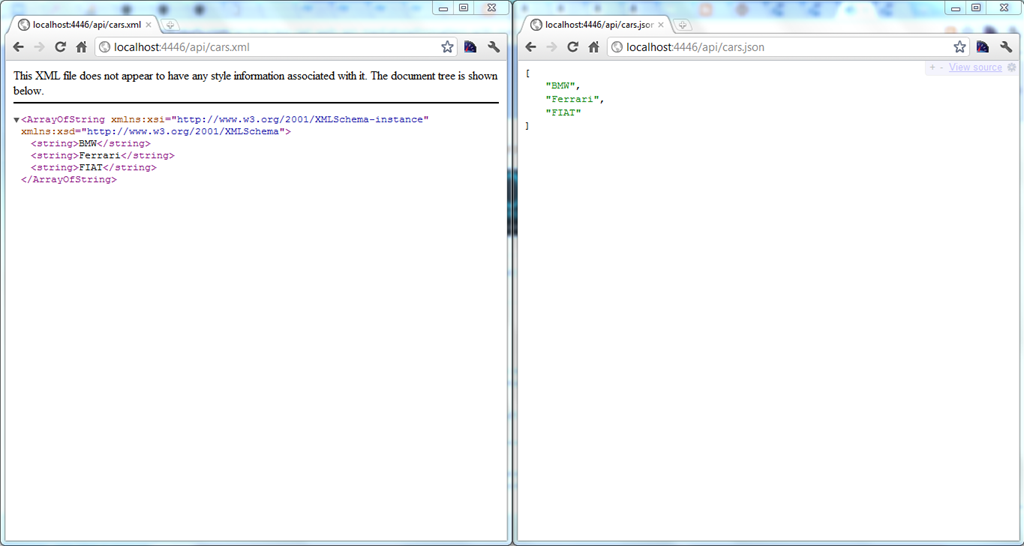 localhost:4446/api/cars.xml
localhost:4446/api/cars.xml
This XML file does not appear to have any style information associated with it. The document tree is shown
below.
▼<ArrayOfString xmlns:xsi="http://www.w3.org/2001/XMLSchema-instance"
xmlns:xsd="http://www.w3.org/2001/XMLSchema">
<string>BMW</string>
<string>Ferrari</string>
<string>FIAT</string>
</ArrayOfString>
localhost:4446/api/cars.json
localhost:4446/api/cars.json
+ - View source
[
"BMW",
"Ferrari",
"FIAT"
]